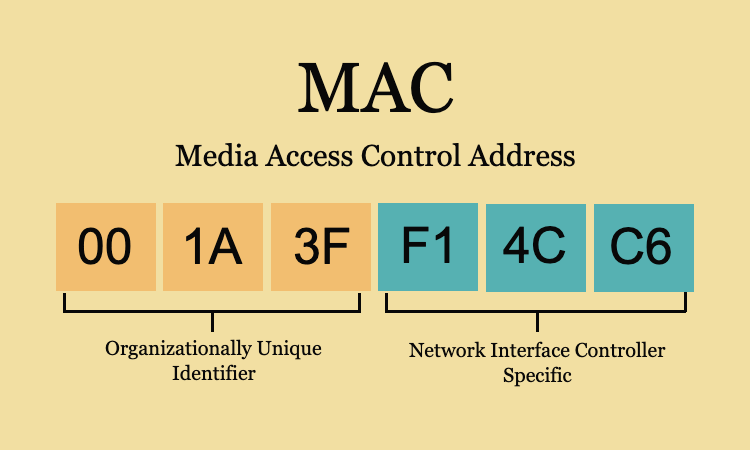 MAC
Media Access Control Address
00 1A 3F F1 4C C6
Organizationally Unique
Identifier
Network Interface Controller
Specific